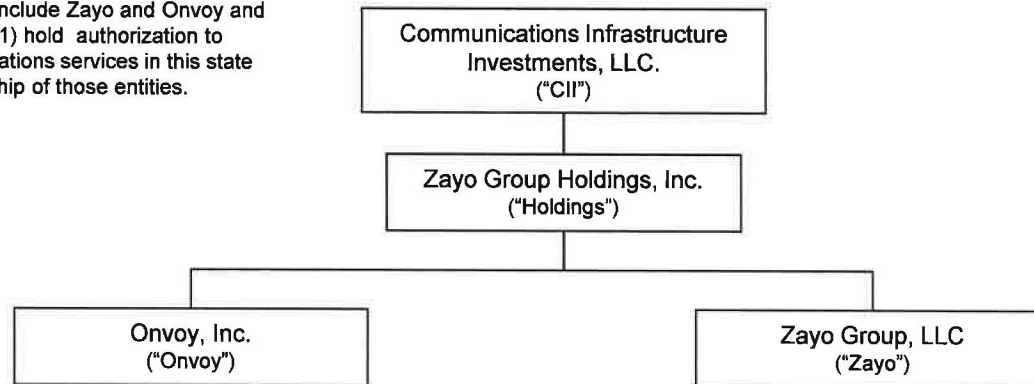 nclude Zayo and Onvoy and
1) hold authorization to
ations services in this state
hip of those entities.
Communications Infrastructure
Investments, LLC.
("CII")
Zayo Group Holdings, Inc.
("Holdings")
Onvoy, Inc.
("Onvoy")
Zayo Group, LLC
("Zayo")